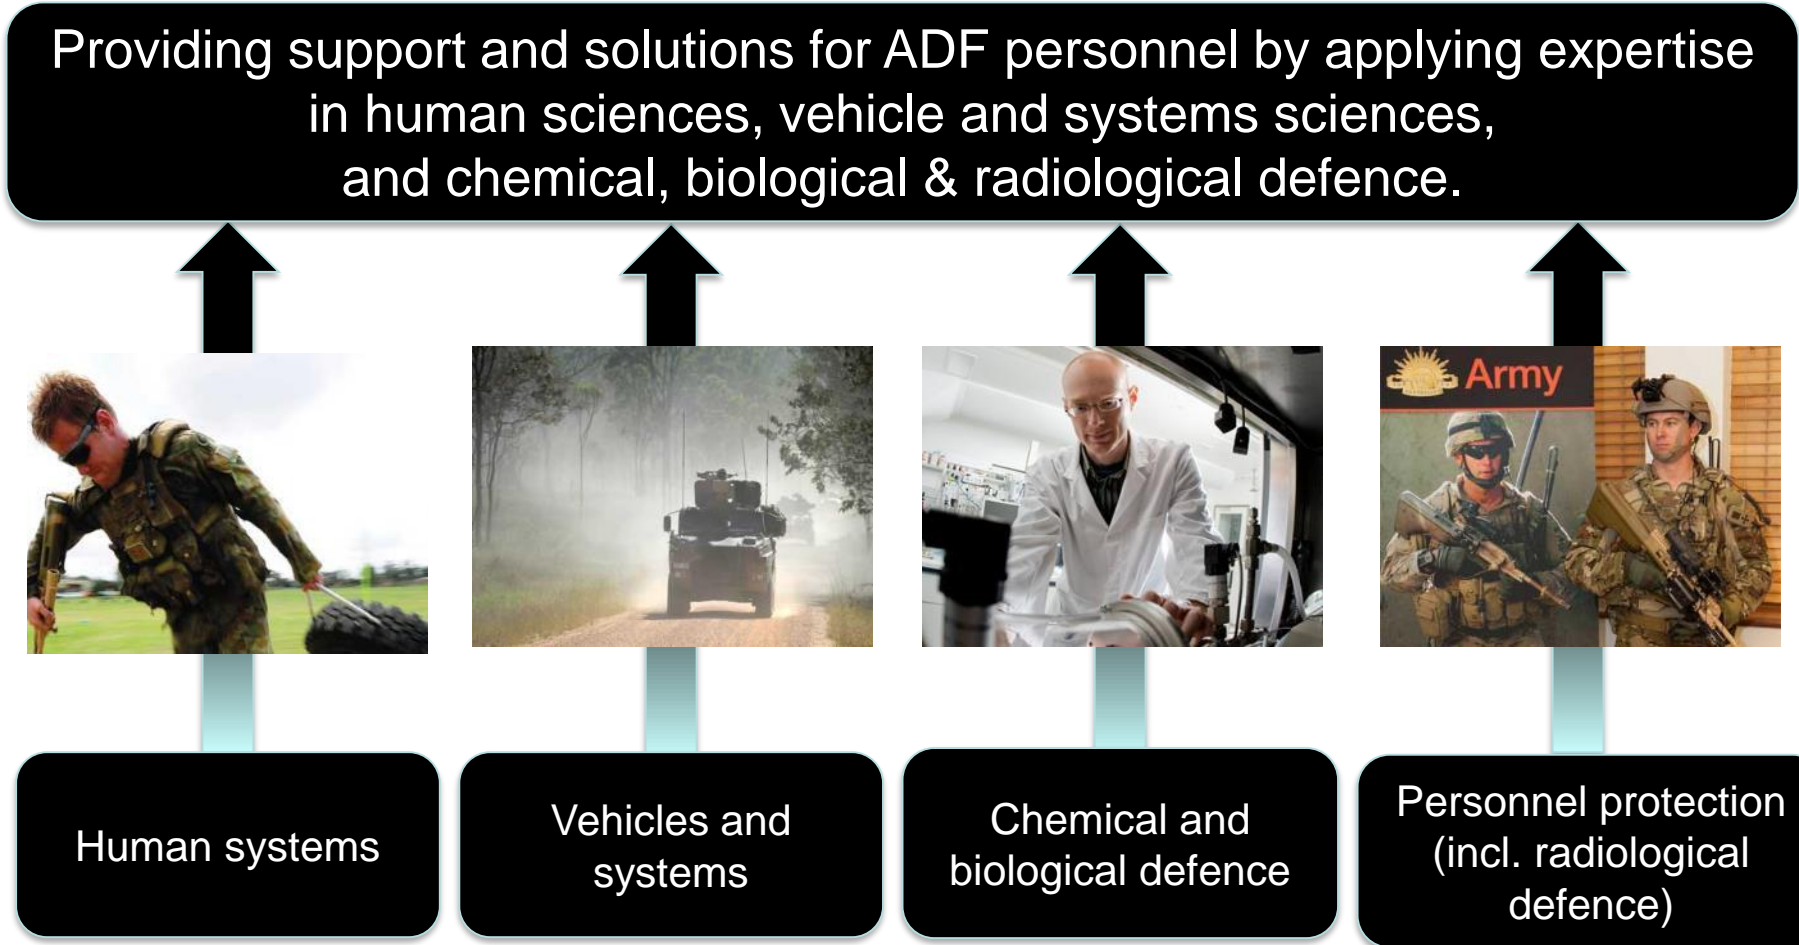 Providing support and solutions for ADF personnel by applying expertise
in human sciences, vehicle and systems sciences,
and chemical, biological & radiological defence.
Army
Human systems
Vehicles and
systems
Chemical and
biological defence
Personnel protection
(incl. radiological
defence)